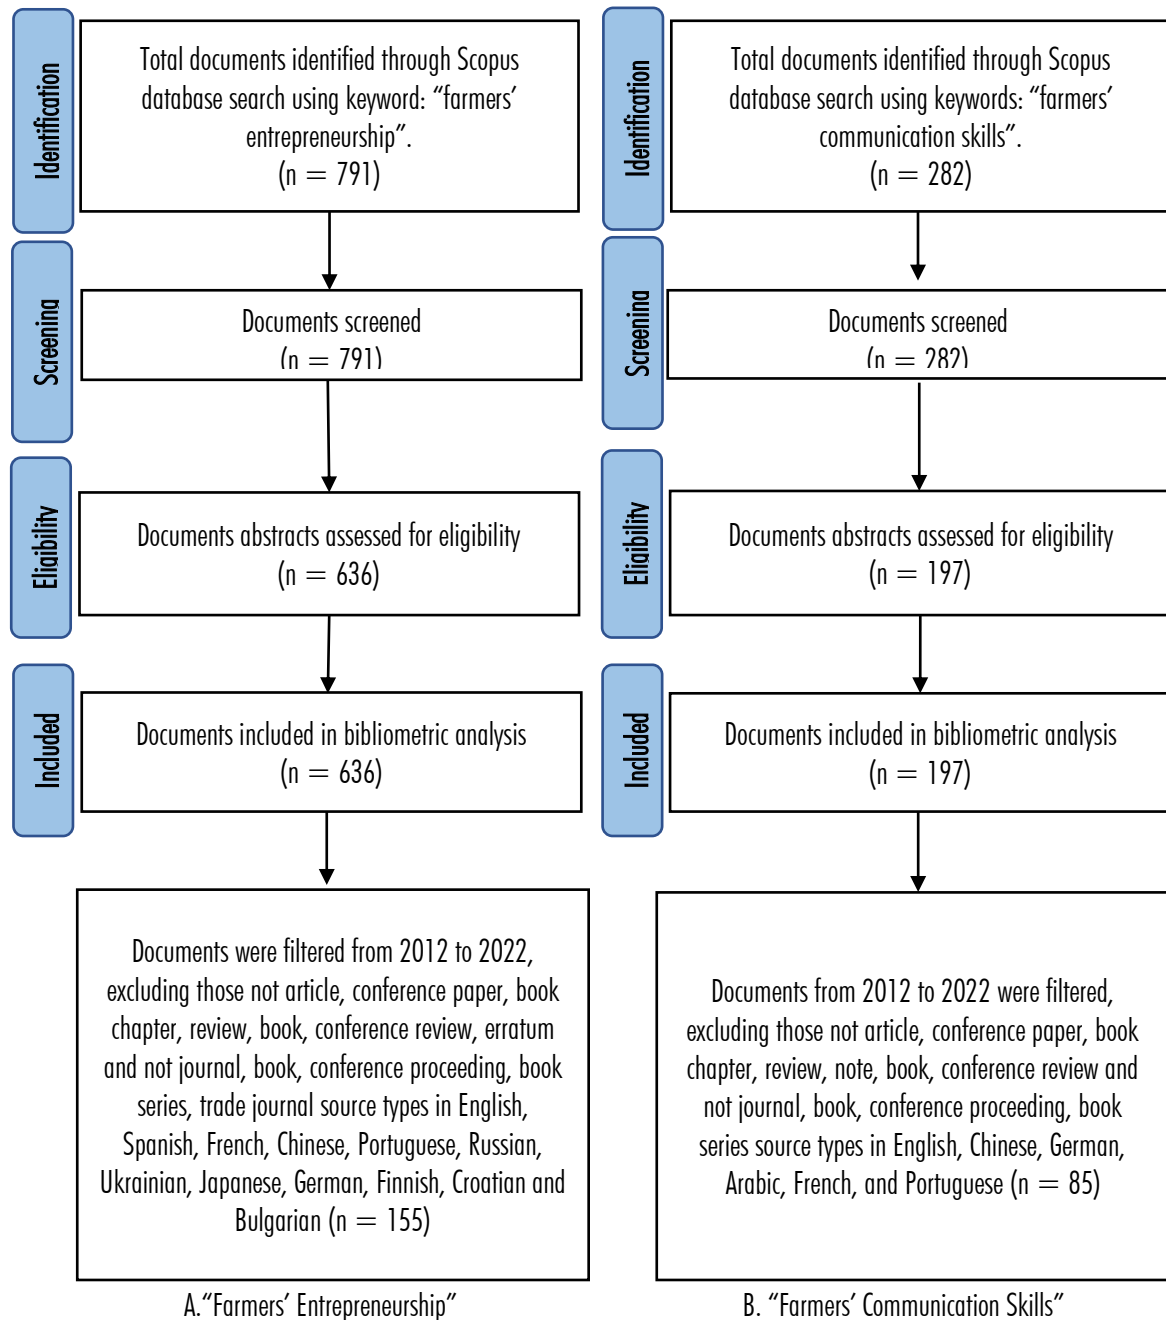 Identification
Total documents identified through Scopus
database search using keyword: “farmers’
entrepreneurship”.
(n = 791)
Screening
Documents screened
(n = 791)
Eligibility
Documents abstracts assessed for eligibility
(n = 636)
Included
Documents included in bibliometric analysis
(n = 636)
Documents were filtered from 2012 to 2022,
excluding those not article, conference paper, book
chapter, review, book, conference review, erratum
and not journal, book, conference proceeding, book
series, trade journal source types in English,
Spanish, French, Chinese, Portuguese, Russian,
Ukrainian, Japanese, German, Finnish, Croatian and
Bulgarian (n = 155)
A.“Farmers’ Entrepreneurship”
Identification
Total documents identified through Scopus
database search using keywords: “farmers’
communication skills”.
(n = 282)
Screening
Documents screened
(n = 282)
Eligibility
Documents abstracts assessed for eligibility
(n = 197)
Included
Documents included in bibliometric analysis
(n = 197)
Documents from 2012 to 2022 were filtered,
excluding those not article, conference paper, book
chapter, review, note, book, conference review and
not journal, book, conference proceeding, book
series source types in English, Chinese, German,
Arabic, French, and Portuguese (n = 85)
B. “Farmers’ Communication Skills”